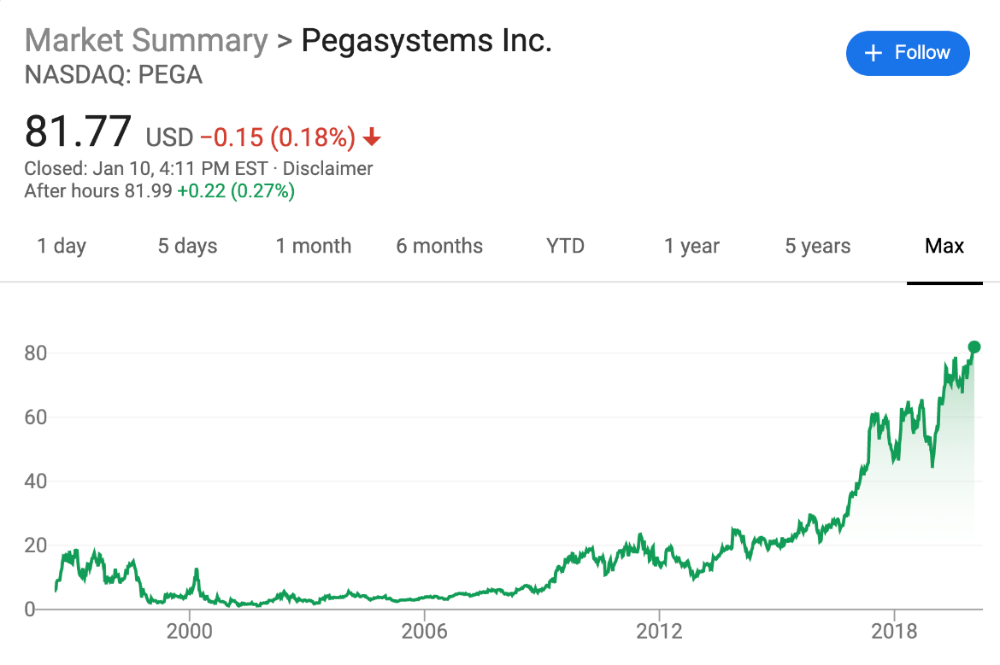 Market Summary > Pegasystems Inc.
NASDAQ: PEGA
+ Follow
81.77 USD −0.15 (0.18%) ↓
Closed: Jan 10, 4:11 PM EST · Disclaimer
After hours 81.99 +0.22 (0.27%)
1 day 5 days 1 month 6 months YTD 1 year 5 years Max
80
60
40
20
0
2000 2006 2012 2018